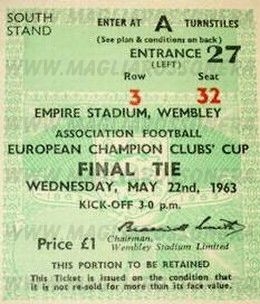 SOUTH STAND
ENTER AT A TURNSTILES
(See plan & conditions on back)
ENTRANCE 27
(LEFT)
Row Seat
3 32
EMPIRE STADIUM, WEMBLEY
ASSOCIATION FOOTBALL
EUROPEAN CHAMPION CLUBS' CUP
FINAL TIE
WEDNESDAY, MAY 22nd, 1963
KICK-OFF 3-0 p.m.
Price £1
Chairman,
Wembley Stadium Limited
THIS PORTION TO BE RETAINED
This Ticket is issued on the condition that
it is not re-sold for more than its face value.